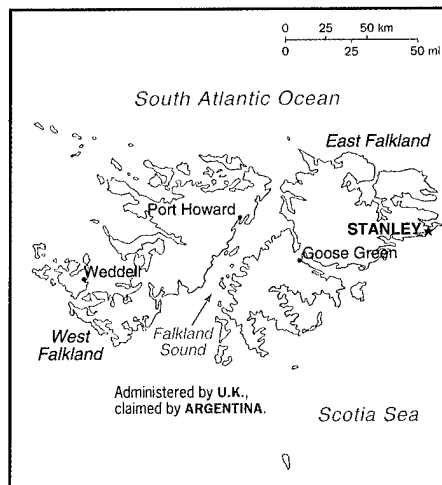 0 25 50 km
0 25 50 mi
South Atlantic Ocean
East Falkland
Port Howard
STANLEY
Goose Green
Weddell
West
Falkland
Falkland
Sound
Administered by U.K.,
claimed by ARGENTINA.
Scotia Sea